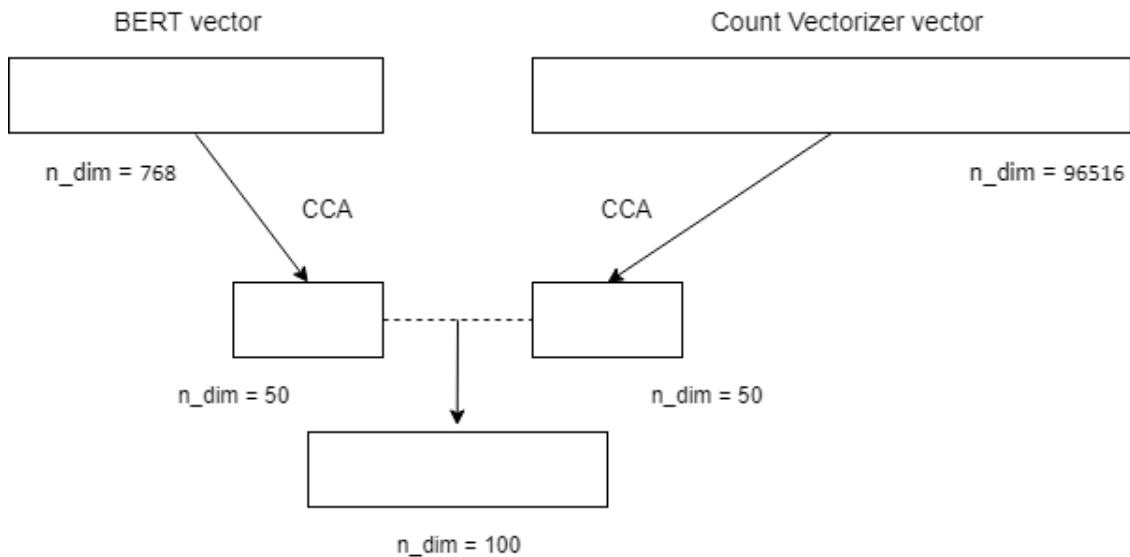 BERT vector
Count Vectorizer vector
n_dim = 768
n_dim = 96516
CCA
CCA
n_dim = 50
n_dim = 50
n_dim = 100